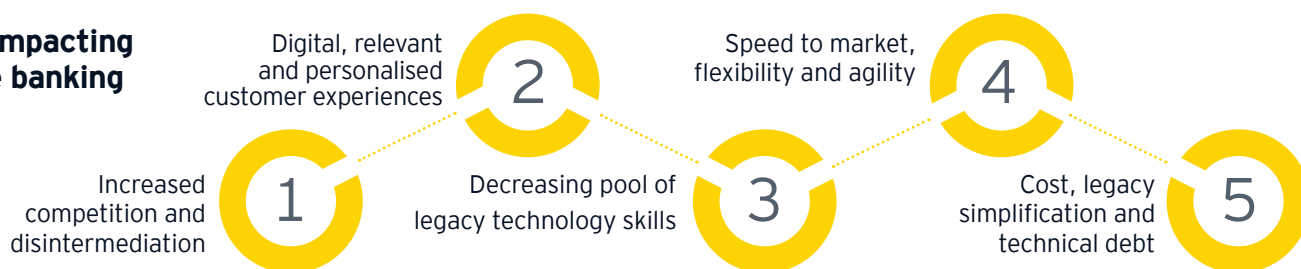 mpacting
banking
Increased
competition and
disintermediation
1
Digital, relevant
and personalised
customer experiences
2
Decreasing pool of
legacy technology skills
3
Speed to market,
flexibility and agility
4
Cost, legacy
simplification and
technical debt
5